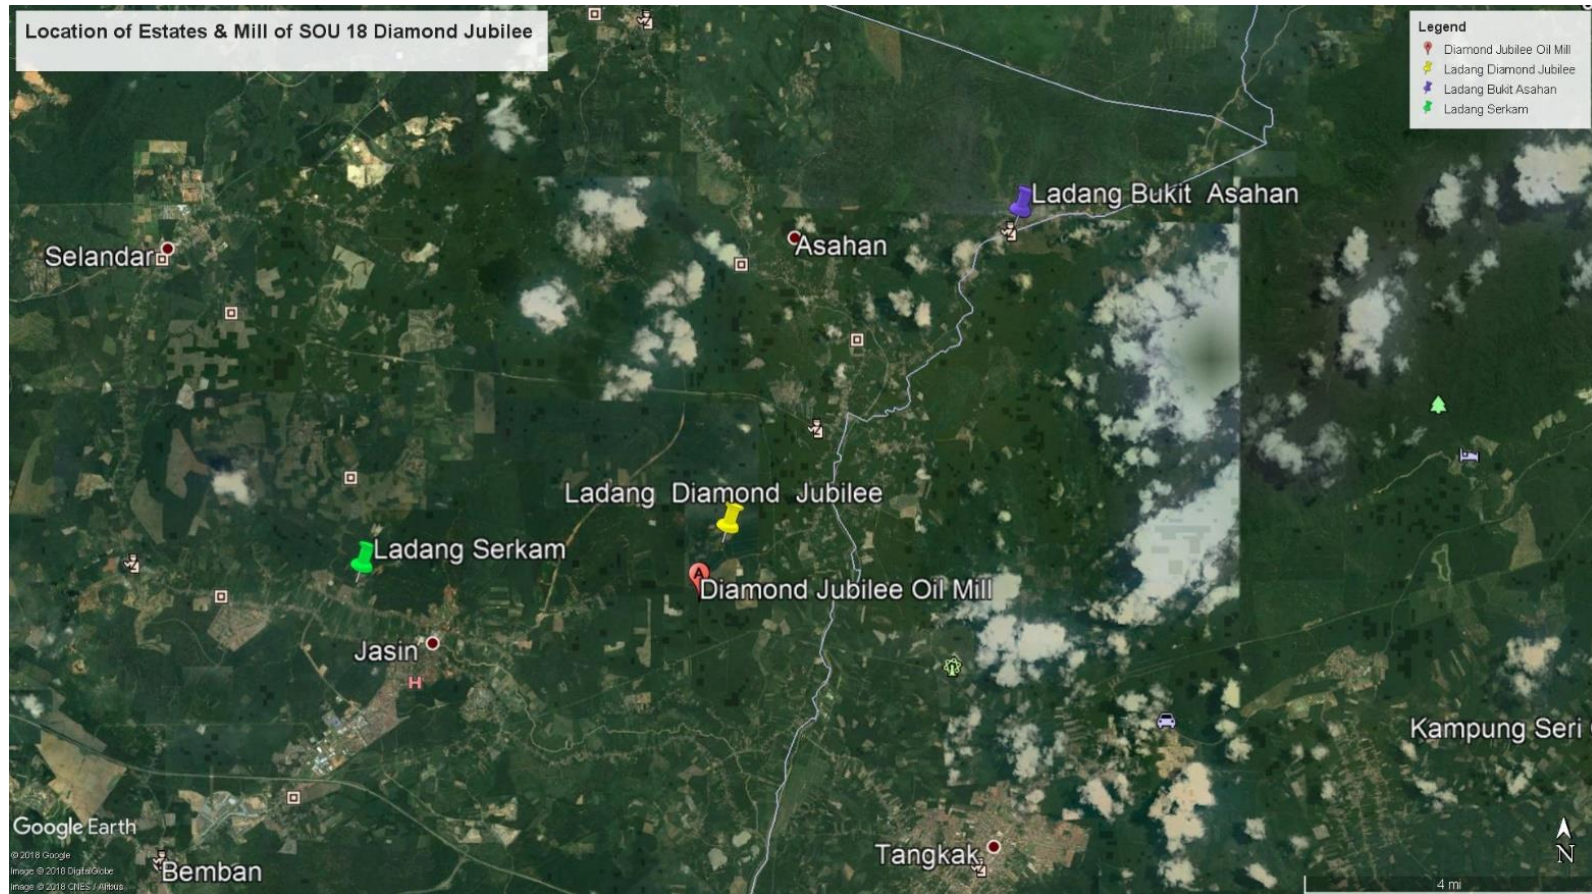 Location of Estates & Mill of SOU 18 Diamond Jubilee
Legend
Diamond Jubilee Oil Mill
Ladang Diamond Jubilee
Ladang Bukit Asahan
Ladang Serkam
Ladang Bukit Asahan
Asahan
Selandar
Ladang Diamond Jubilee
Ladang Serkam
A
Diamond Jubilee Oil Mill
Jasin
H
Kampung Seri
Google Earth
Tangkak
N
© 2018 Google
Image © 2018 DigitalGlobe
Image © 2018 CNES / Airbus
Bemban
4 mi